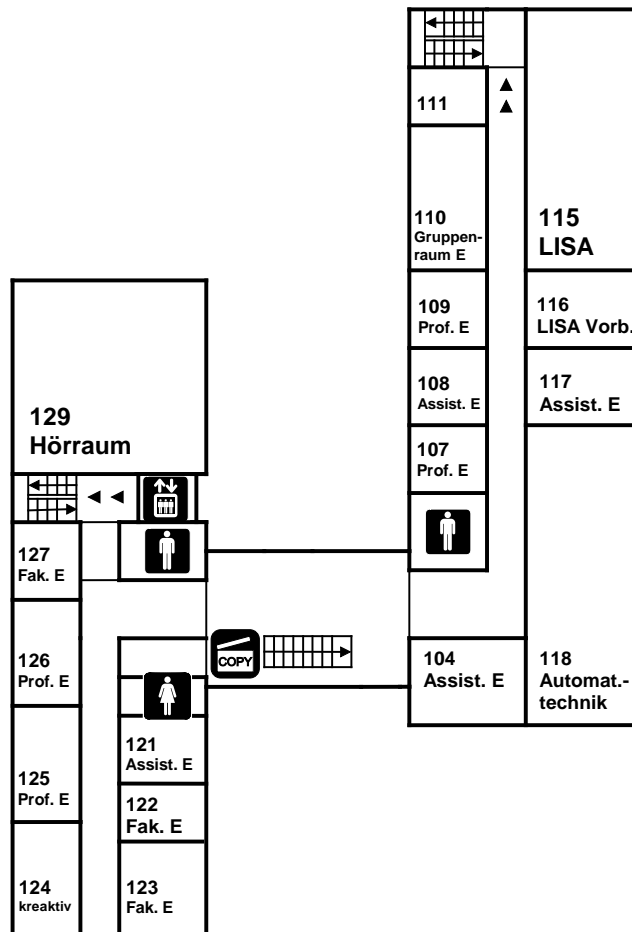 111
110
Gruppen-
raum E
115
LISA
109
Prof. E
116
LISA Vorb.
108
Assist. E
117
Assist. E
129
Hörraum
107
Prof. E
127
Fak. E
COPY
126
Prof. E
104
Assist. E
118
Automat.-
technik
121
Assist. E
125
Prof. E
122
Fak. E
124
kreaktiv
123
Fak. E